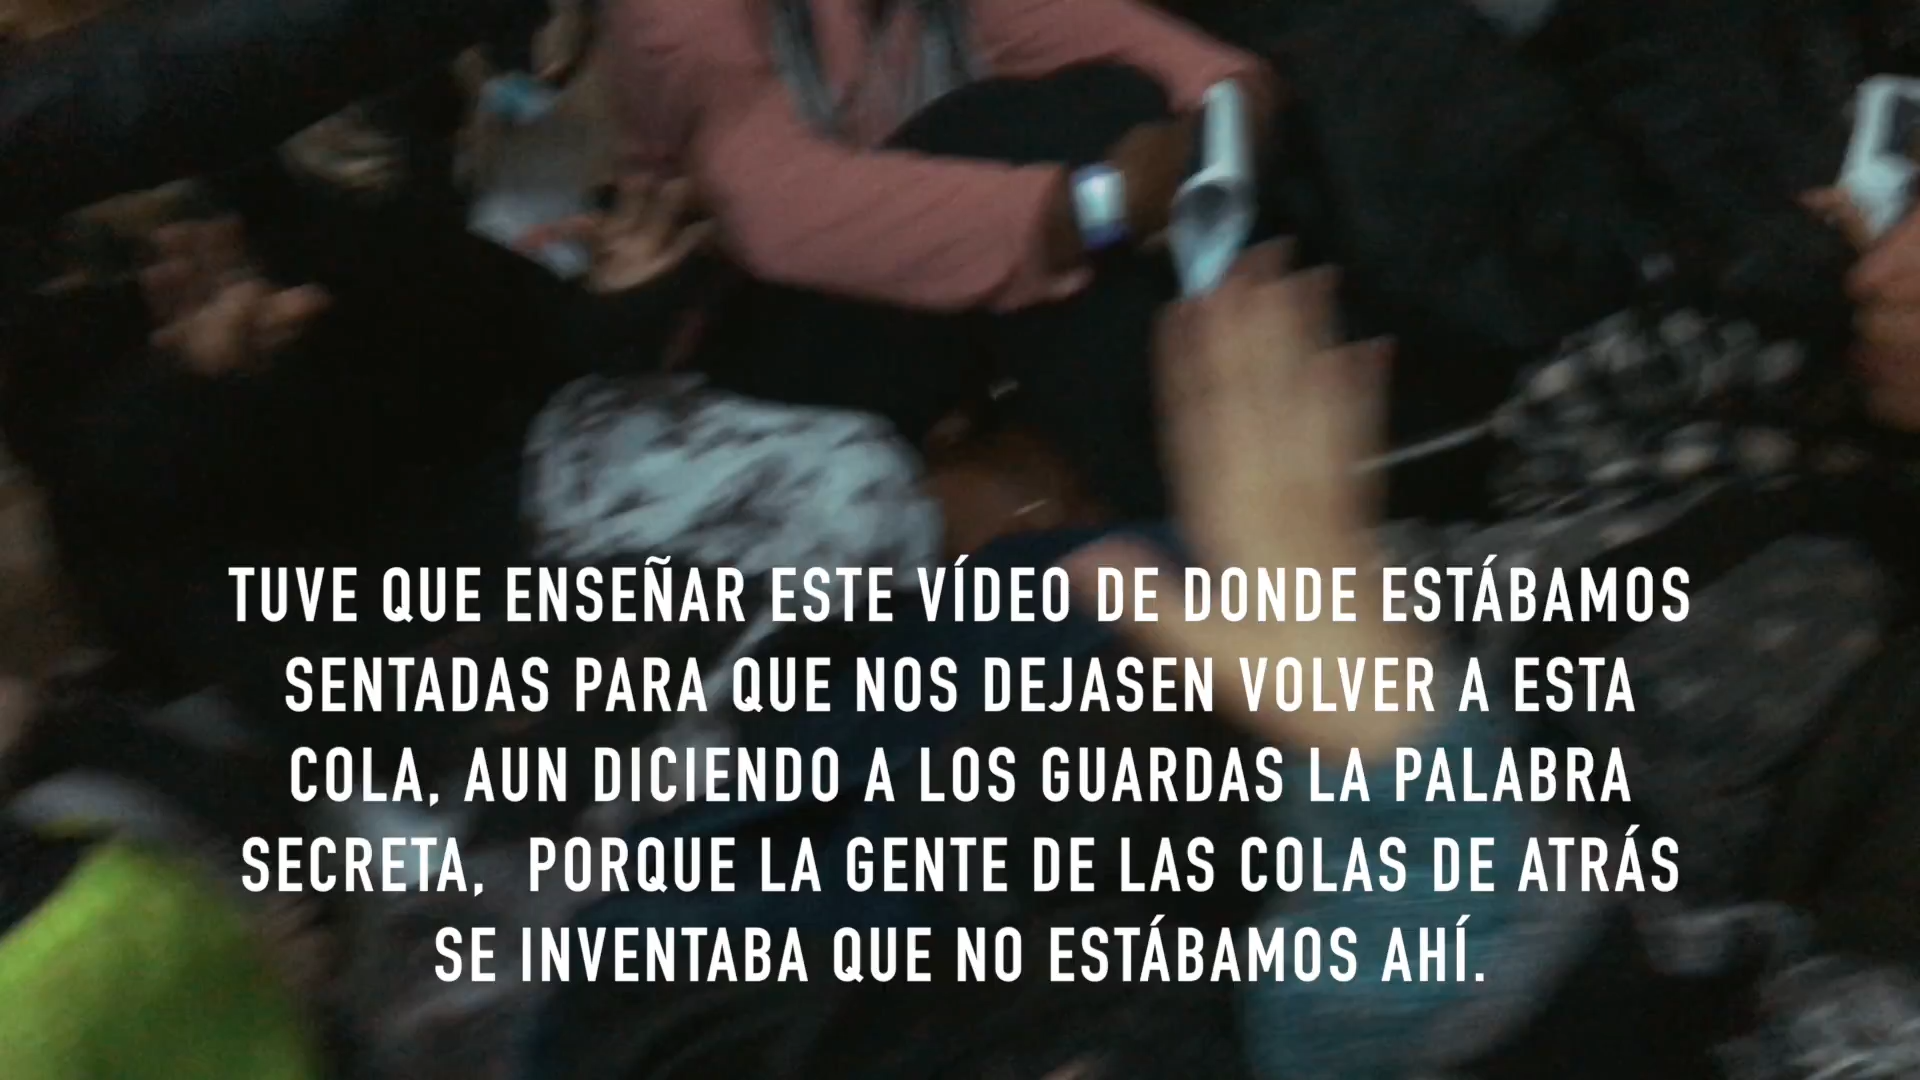 TUVE QUE ENSEÑAR ESTE VÍDEO DE DONDE ESTÁBAMOS
SENTADAS PARA QUE NOS DEJASEN VOLVER A ESTA
COLA, AUN DICIENDO A LOS GUARDAS LA PALABRA
SECRETA,  PORQUE LA GENTE DE LAS COLAS DE ATRÁS
SE INVENTABA QUE NO ESTÁBAMOS AHÍ.